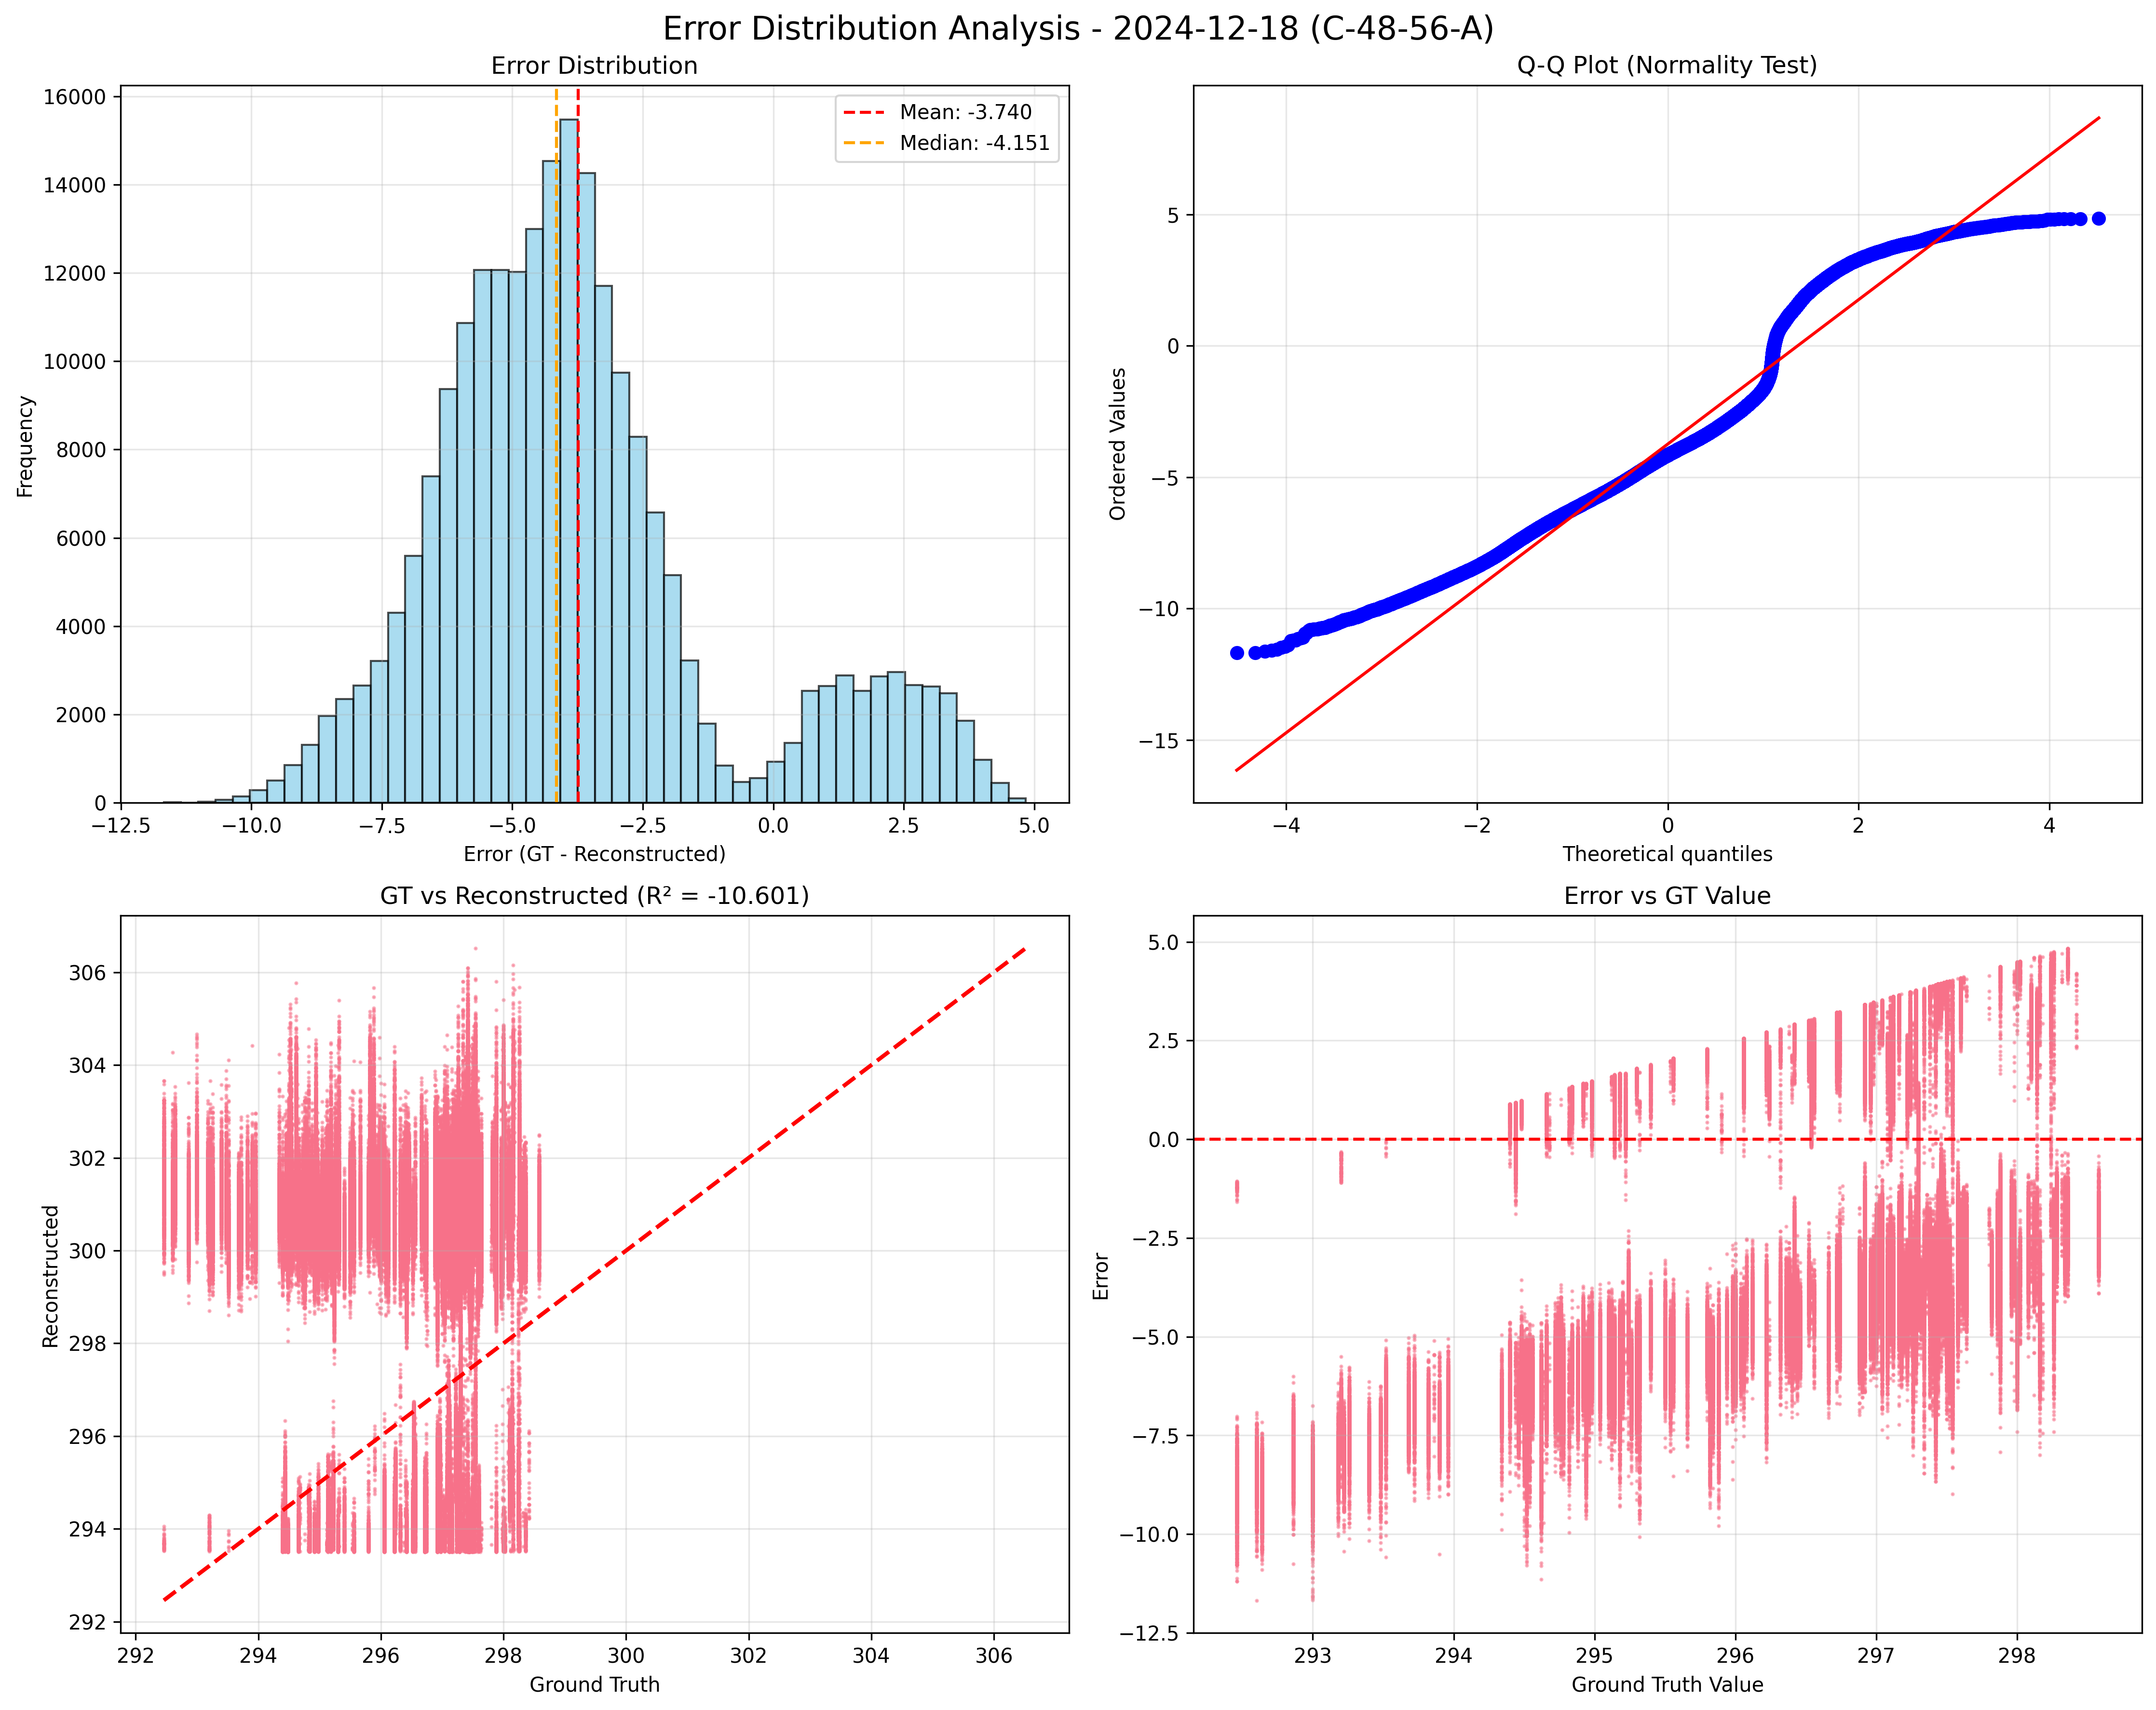 Error Distribution Analysis - 2024-12-18 (C-48-56-A)
Error Distribution
Mean: -3.740
Median: -4.151
16000
14000
12000
10000
8000
6000
4000
2000
0
Frequency
−12.5 −10.0 −7.5 −5.0 −2.5 0.0 2.5 5.0
Error (GT - Reconstructed)
Q-Q Plot (Normality Test)
5
0
−5
−10
−15
Ordered Values
−4 −2 0 2 4
Theoretical quantiles
GT vs Reconstructed (R² = -10.601)
306
304
302
300
298
296
294
292
Reconstructed
292 294 296 298 300 302 304 306
Ground Truth
Error vs GT Value
5.0
2.5
0.0
−2.5
−5.0
−7.5
−10.0
−12.5
Error
293 294 295 296 297 298
Ground Truth Value